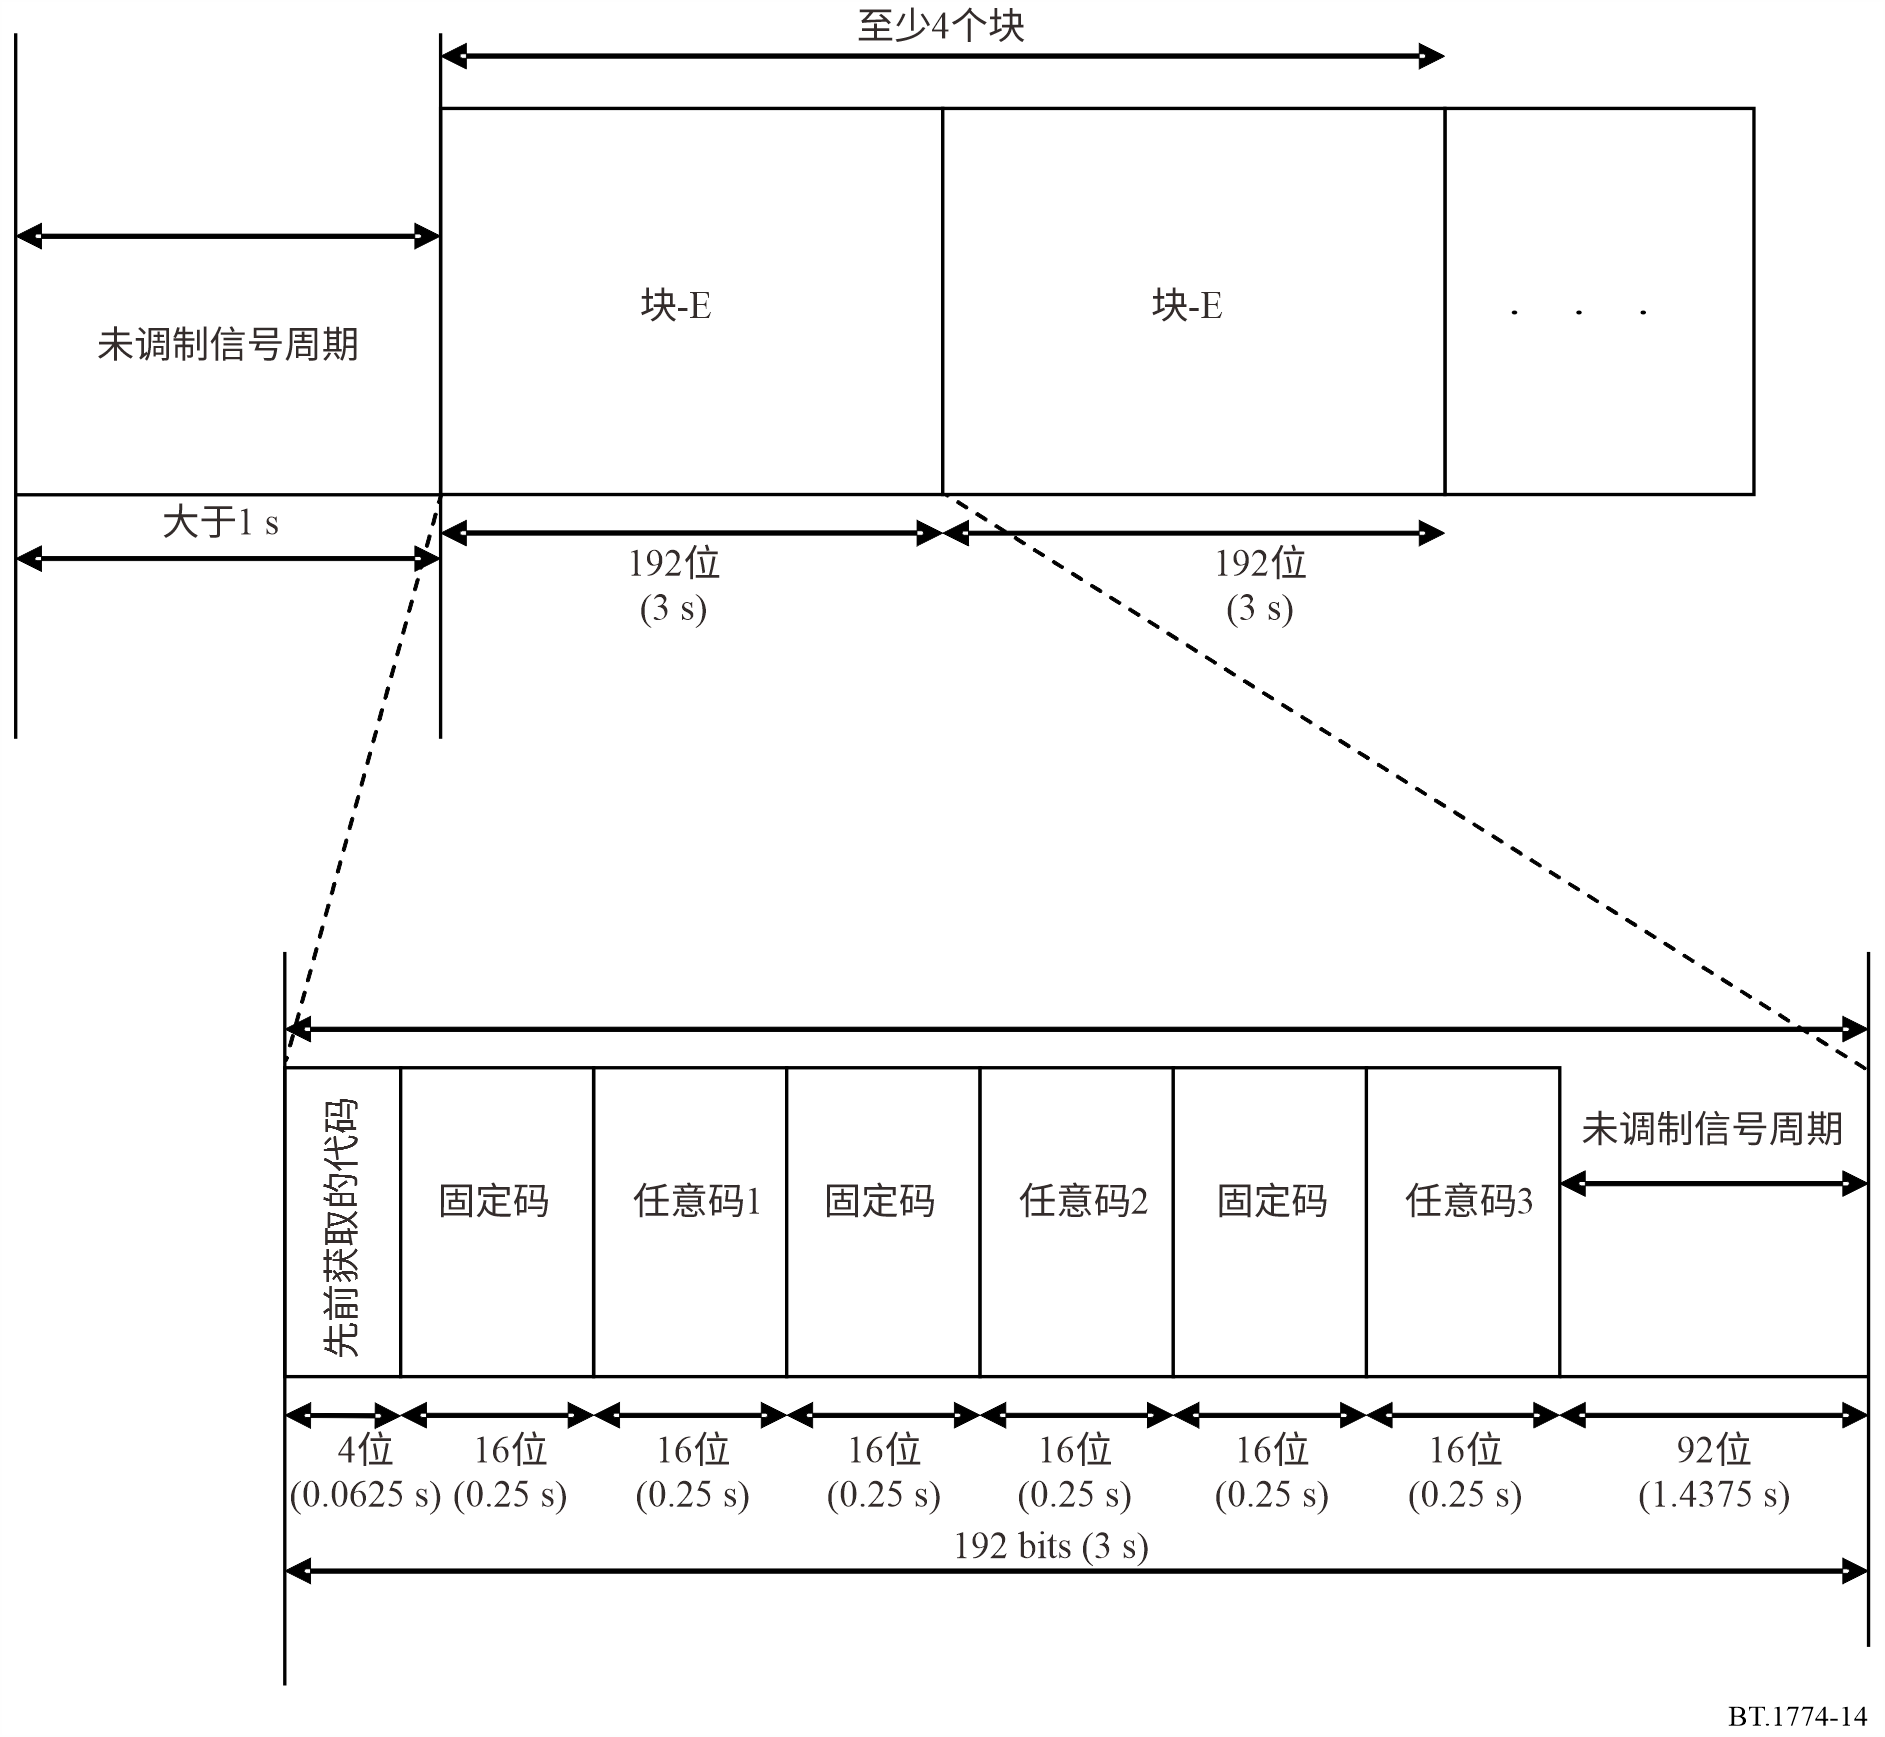 至少4个块
未调制信号周期
块-E
块-E
. . .
大于1 s
192位
(3 s)
192位
(3 s)
先前获取的代码
固定码
任意码1
固定码
任意码2
固定码
任意码3
未调制信号周期
4位
(0.0625 s)
16位
(0.25 s)
16位
(0.25 s)
16位
(0.25 s)
16位
(0.25 s)
16位
(0.25 s)
16位
(0.25 s)
92位
(1.4375 s)
192 bits (3 s)
BT.1774-14